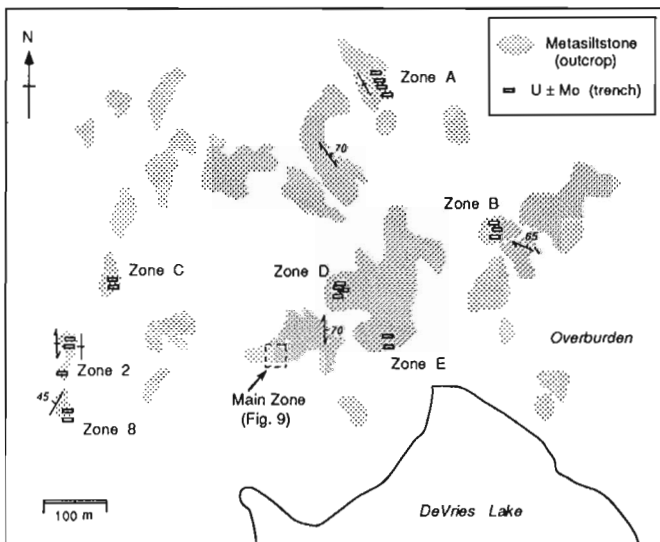 N
Metasiltstone
(outcrop)
U ± Mo (trench)
Zone A
70
Zone B
65
Zone C
Zone D
70
Overburden
Zone 2
Zone E
45
Main Zone
(Fig. 9)
Zone 8
100 m
DeVries Lake